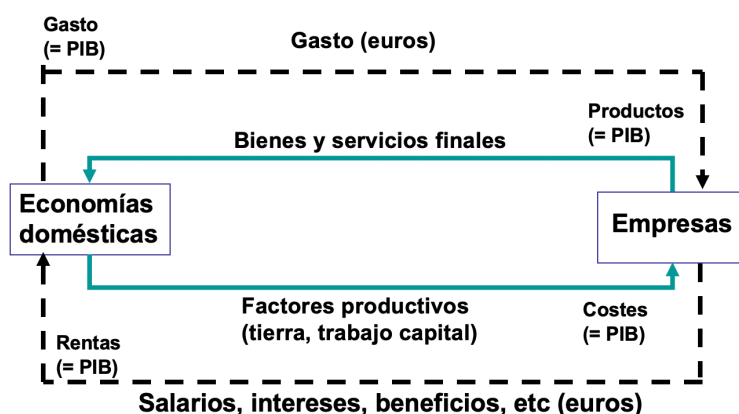 Gasto
(= PIB)
Gasto (euros)
Productos
(= PIB)
Bienes y servicios finales
Economías
domésticas
Empresas
Factores productivos
(tierra, trabajo capital)
Costes
(= PIB)
Rentas
(= PIB)
Salarios, intereses, beneficios, etc (euros)